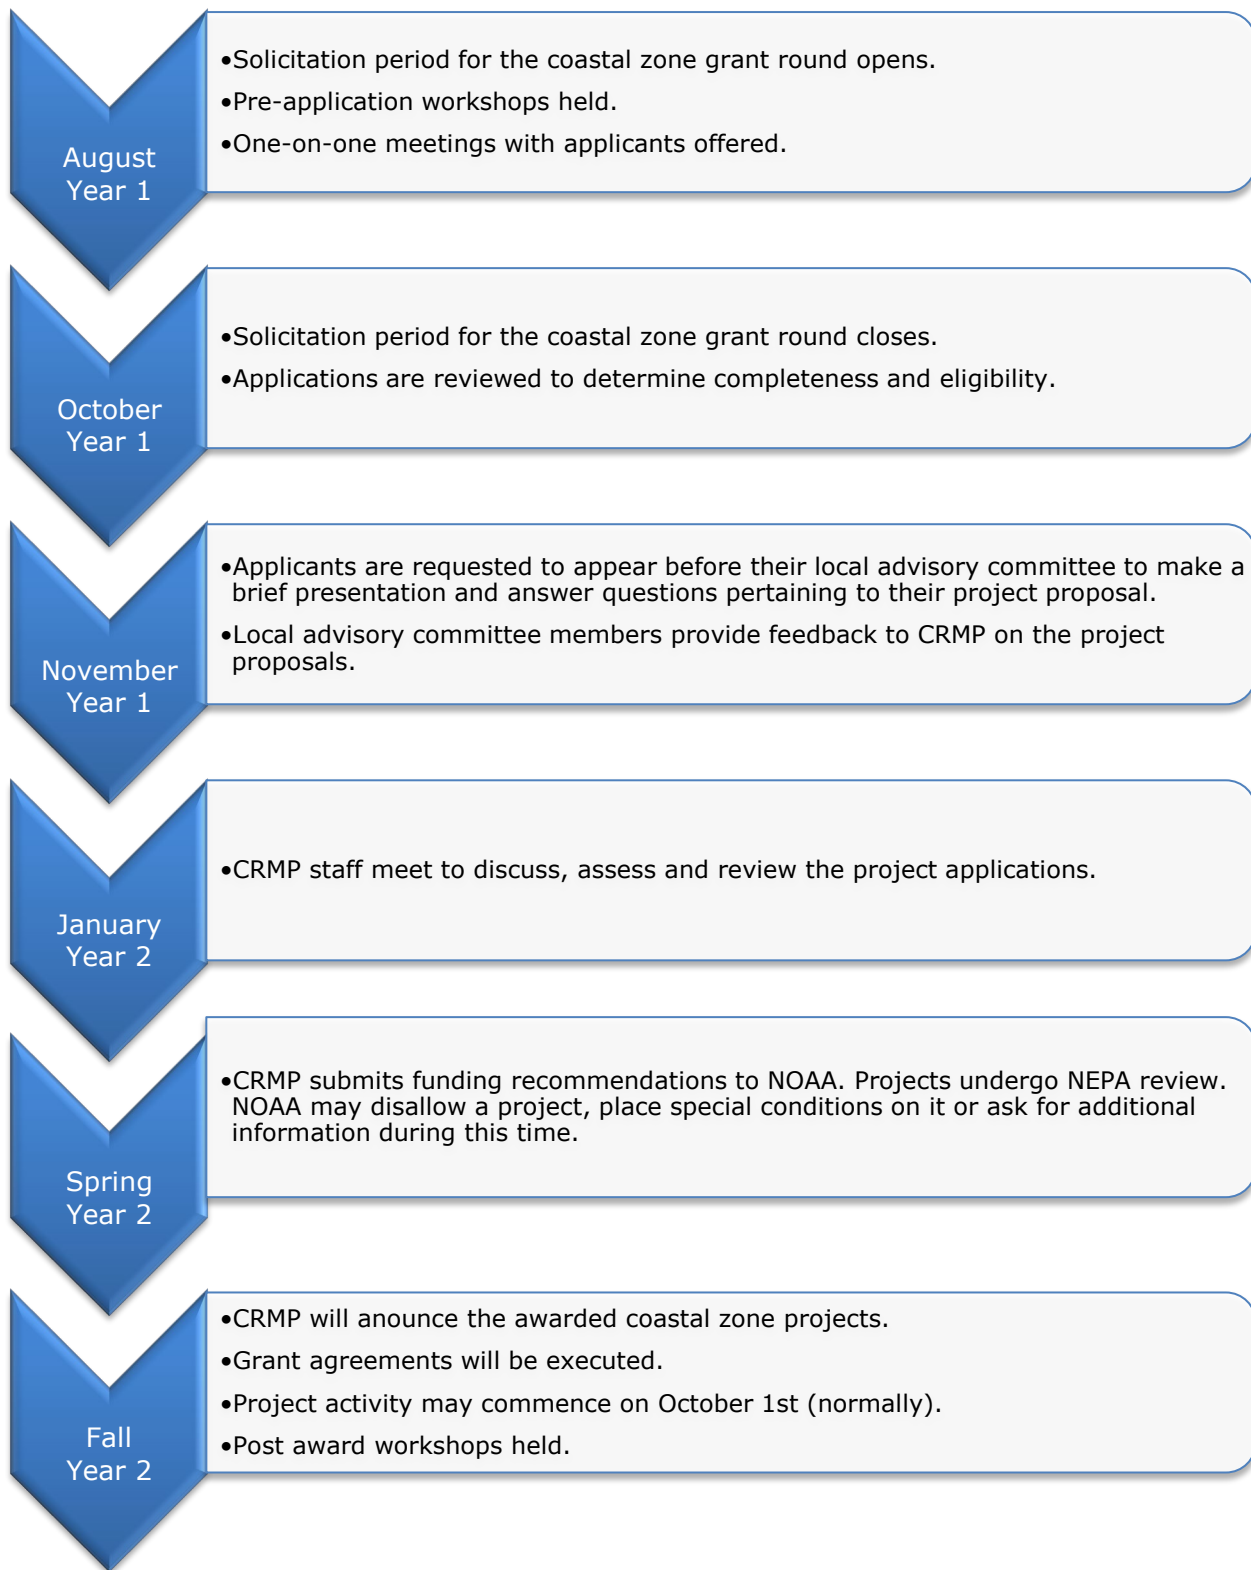 •Solicitation period for the coastal zone grant round opens.
•Pre-application workshops held.
•One-on-one meetings with applicants offered.
August
Year 1
•Solicitation period for the coastal zone grant round closes.
•Applications are reviewed to determine completeness and eligibility.
October
Year 1
•Applicants are requested to appear before their local advisory committee to make a
brief presentation and answer questions pertaining to their project proposal.
•Local advisory committee members provide feedback to CRMP on the project
proposals.
November
Year 1
•CRMP staff meet to discuss, assess and review the project applications.
January
Year 2
•CRMP submits funding recommendations to NOAA. Projects undergo NEPA review.
NOAA may disallow a project, place special conditions on it or ask for additional
information during this time.
Spring
Year 2
•CRMP will anounce the awarded coastal zone projects.
•Grant agreements will be executed.
•Project activity may commence on October 1st (normally).
•Post award workshops held.
Fall
Year 2